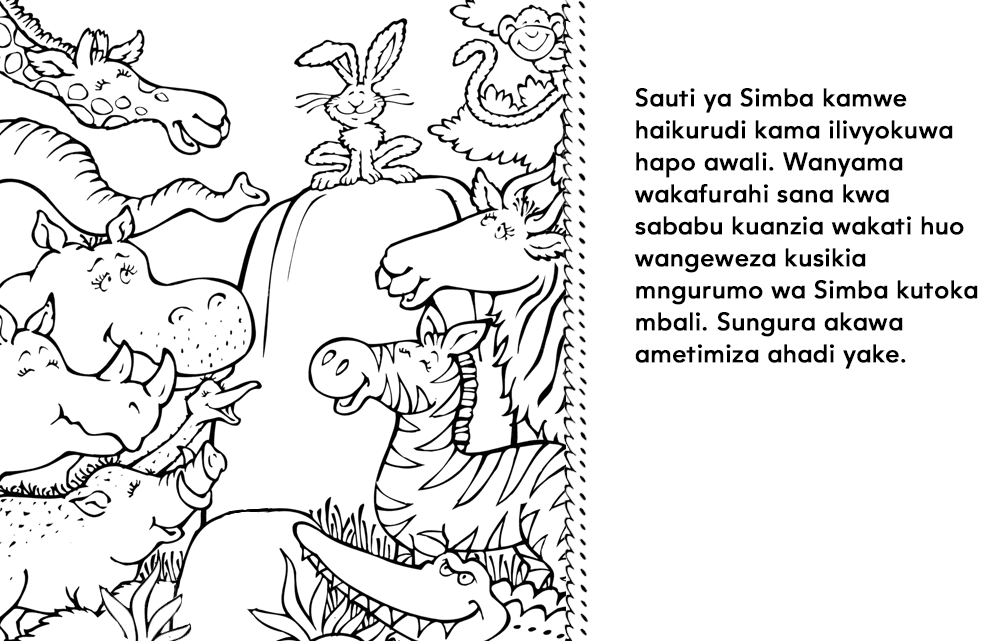 Sauti ya Simba kamwe
haikurudi kama ilivyokuwa
hapo awali. Wanyama
wakafurahi sana kwa
sababu kuanzia wakati huo
wangeweza kusikia
mngurumo wa Simba kutoka
mbali. Sungura akawa
ametimiza ahadi yake.